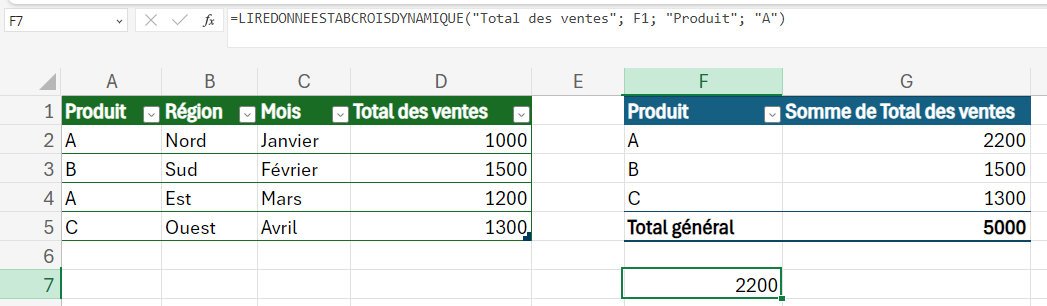 F7 fx =LIREDONNEESTABCROISDYNAMIQUE("Total des ventes"; F1; "Produit"; "A")
A B C D E F G
1 Produit Région Mois Total des ventes Produit Somme de Total des ventes
2 A Nord Janvier 1000 A 2200
3 B Sud Février 1500 B 1500
4 A Est Mars 1200 C 1300
5 C Ouest Avril 1300 Total général 5000
6
7 2200